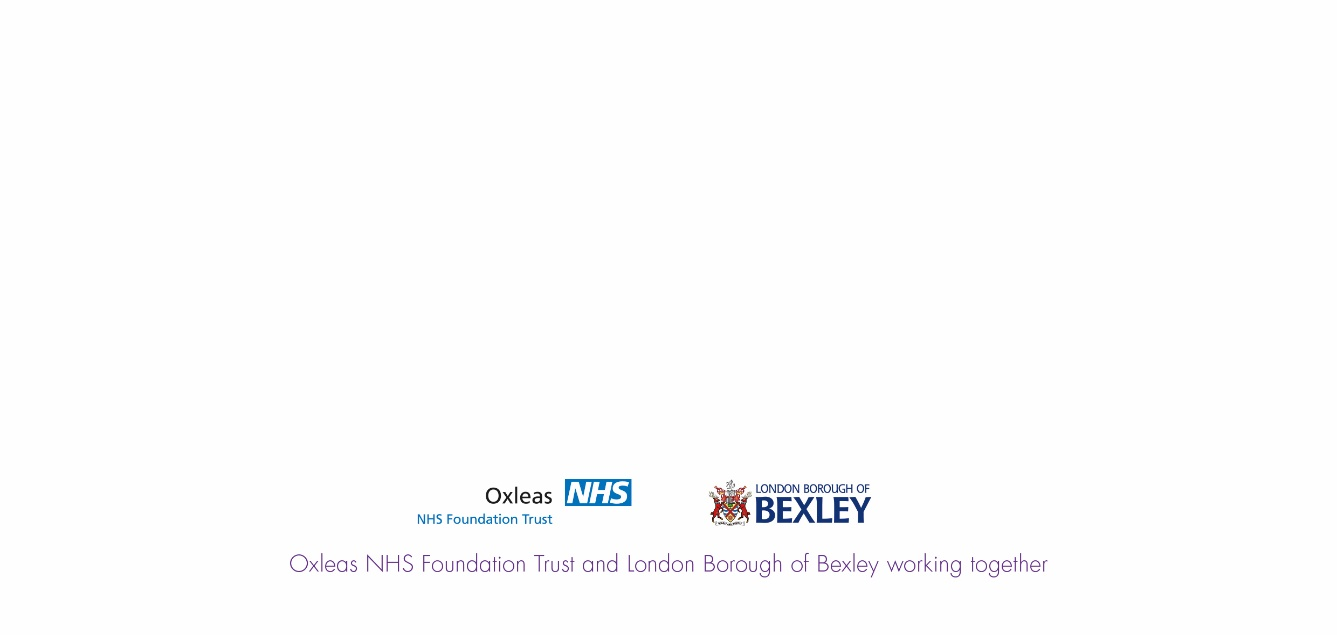 Oxleas NHS
NHS Foundation Trust
LONDON BOROUGH OF
BEXLEY
Oxleas NHS Foundation Trust and London Borough of Bexley working together